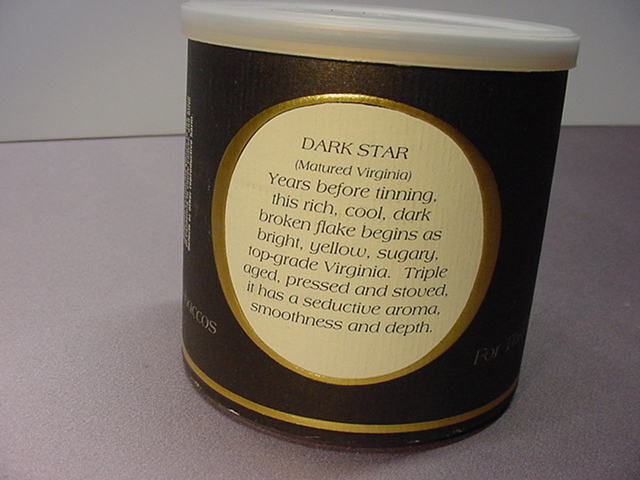 DARK STAR
(Matured Virginia)
Years before tinning,
this rich, cool, dark
broken flake begins as
bright, yellow, sugary,
top-grade Virginia. Triple
aged, pressed and stoved,
it has a seductive aroma,
smoothness and depth.
For